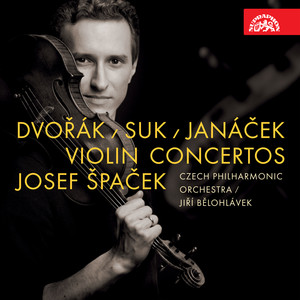 SUPRAPHON
DVOŘÁK / SUK / JANÁČEK
VIOLIN CONCERTOS
JOSEF ŠPAČEK
CZECH PHILHARMONIC
ORCHESTRA /
JIŘÍ BĚLOHLÁVEK